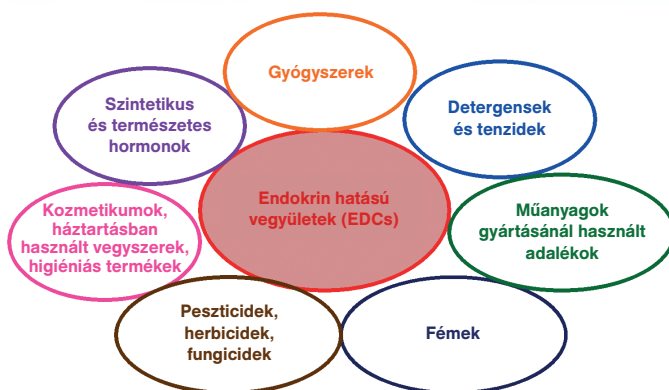 Gyógyszerek
Szintetikus
és természetes
hormonok
Detergensek
és tenzidek
Endokrin hatású
vegyületek (EDCs)
Kozmetikumok,
háztartásban
használt vegyszerek,
higiéniás termékek
Műanyagok
gyártásánál használt
adalékok
Peszticidek,
herbicidek,
fungicidek
Fémek